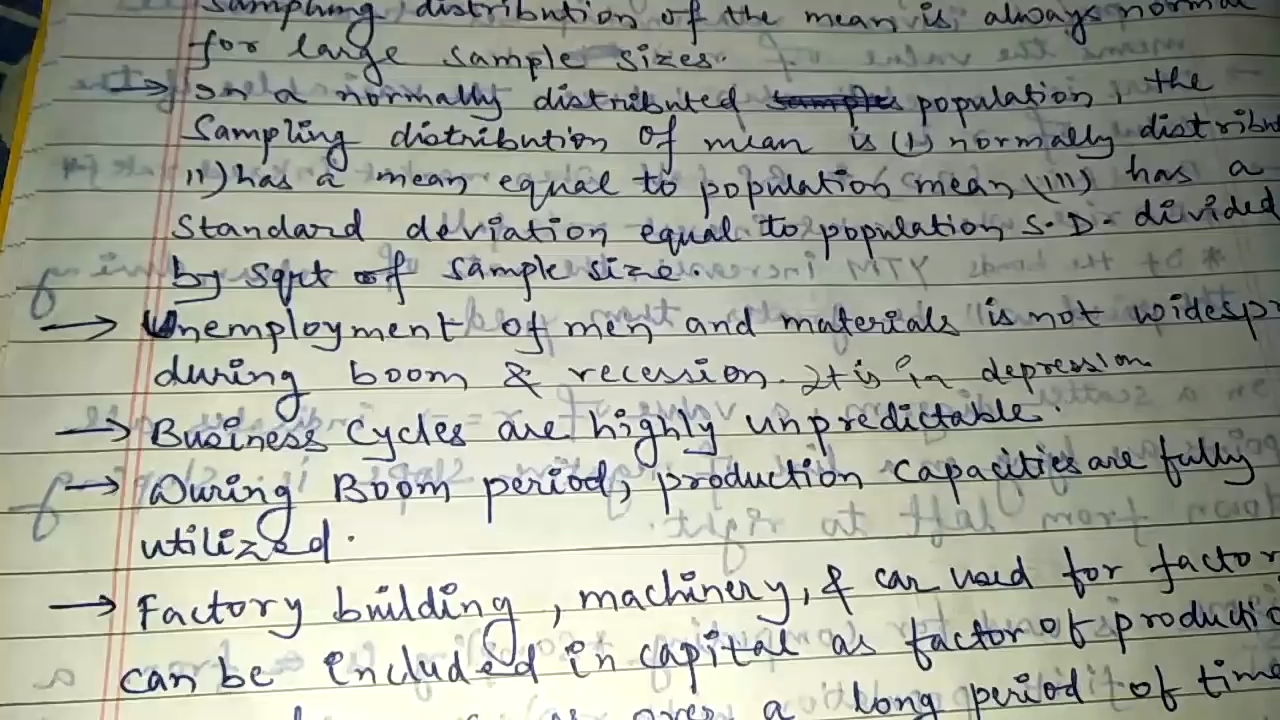 Sampling distribution of the mean is always normal
for large sample sizes.
→ In a normally distributed population, the
Sampling distribution of mean is (i) normally distribu
ii) has a mean equal to population mean (iii) has a
Standard deviation equal to population S.D. divided
by sqrt of sample size.
→ Unemployment of men and materials is not widespr
during boom & recession. It is in depression
→ Business Cycles are highly unpredictable.
→ During Boom period, production capacities are fully
utilized.
→ Factory building, machinery, & car used for factor
can be included in capital as factor of productio
over a long period of time